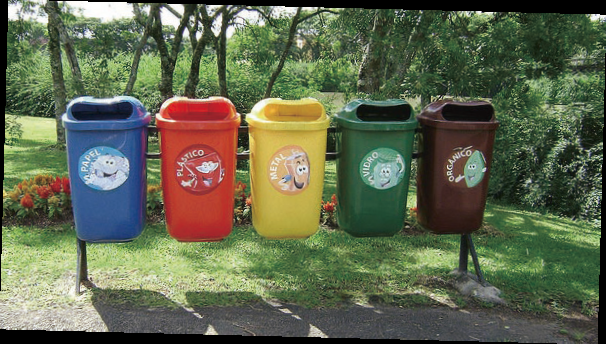 PAPEL
PLÁSTICO
METAL
VIDRO
ORGÂNICO